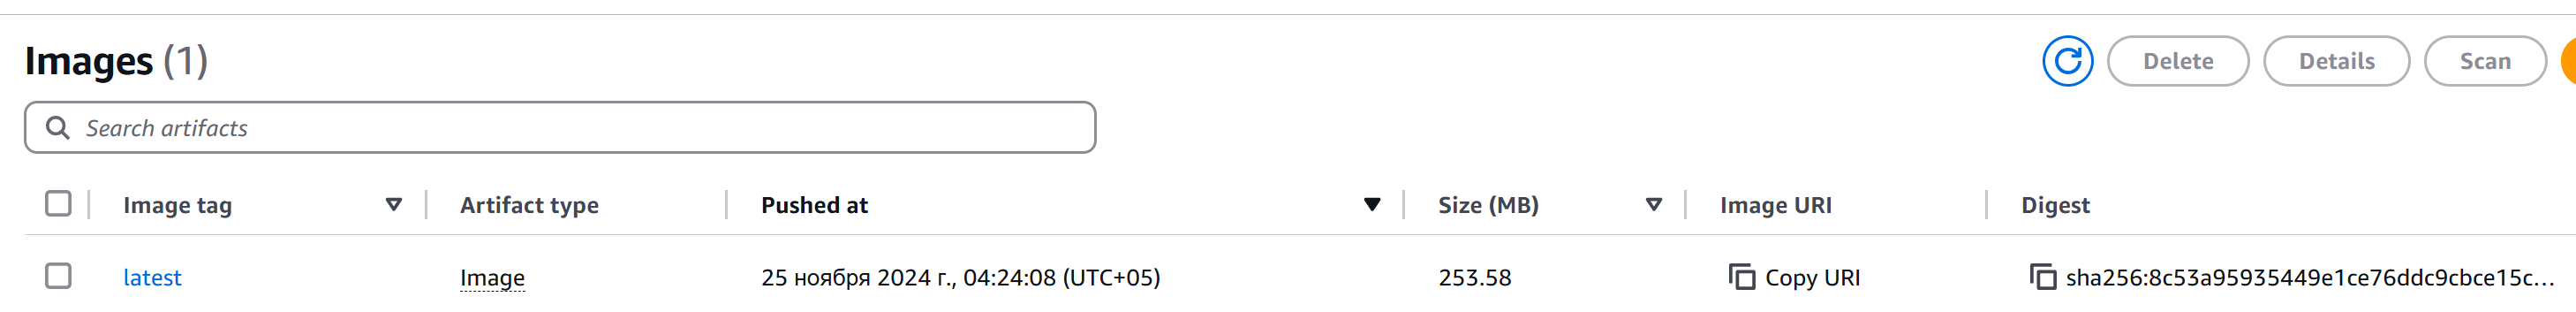 Images (1)
Delete
Details
Scan
Search artifacts
Image tag
Artifact type
Pushed at
Size (MB)
Image URI
Digest
latest
Image
25 ноября 2024 г., 04:24:08 (UTC+05)
253.58
Copy URI
sha256:8c53a95935449e1ce76ddc9cbce15c...